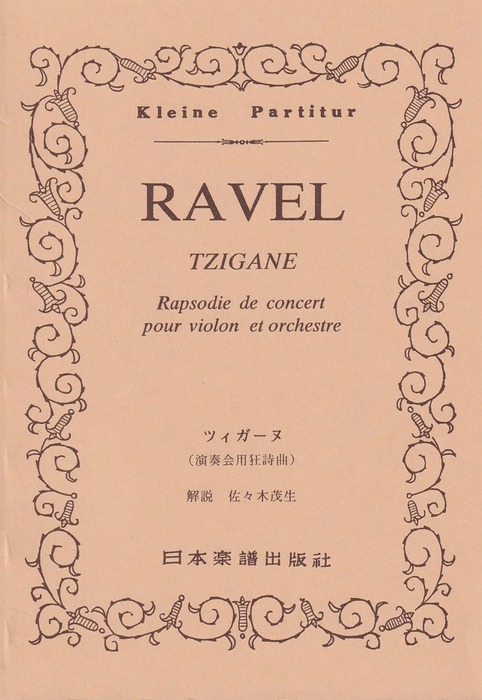 Kleine Partitur
RAVEL
TZIGANE
Rapsodie de concert
pour violon et orchestre
ツィガーヌ
(演奏会用狂詩曲)
解説 佐々木茂生
日本楽譜出版社